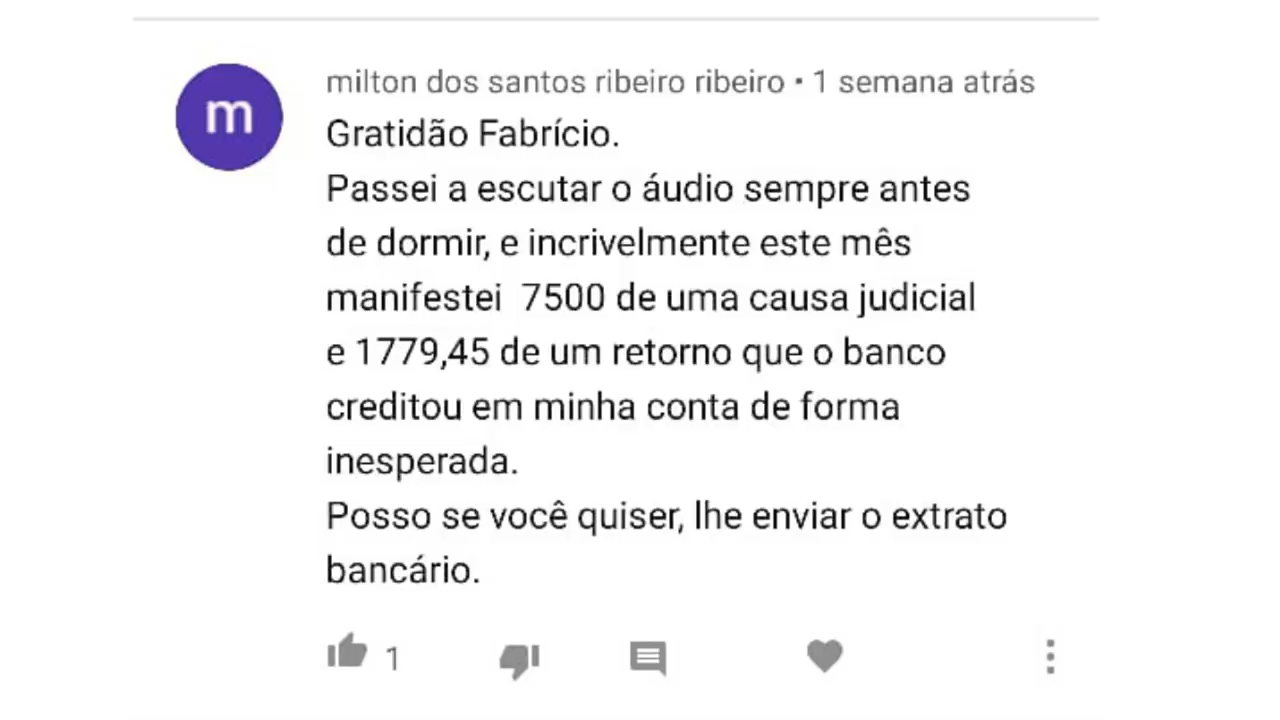 m
milton dos santos ribeiro ribeiro • 1 semana atrás
Gratidão Fabrício.
Passei a escutar o áudio sempre antes
de dormir, e incrivelmente este mês
manifestei  7500 de uma causa judicial
e 1779,45 de um retorno que o banco
creditou em minha conta de forma
inesperada.
Posso se você quiser, lhe enviar o extrato
bancário.
1